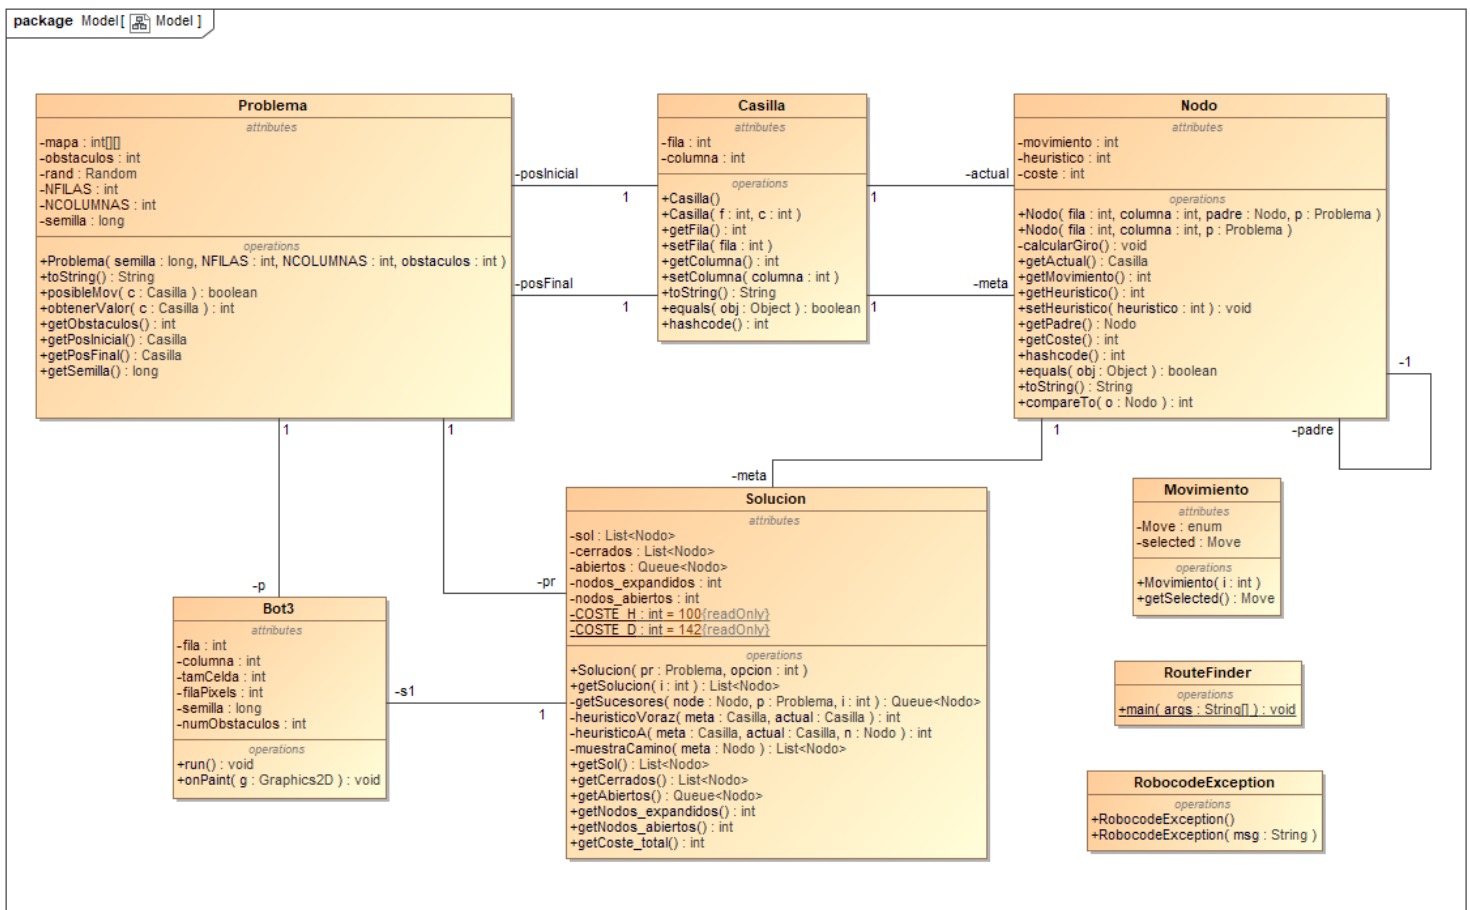 package Model[ Model ]
Problema
attributes
-mapa : int[][]
-obstaculos : int
-rand : Random
-NFILAS : int
-NCOLUMNAS : int
-semilla : long
operations
+Problema( semilla : long, NFILAS : int, NCOLUMNAS : int, obstaculos : int )
+toString() : String
+posibleMov( c : Casilla ) : boolean
+obtenerValor( c : Casilla ) : int
+getObstaculos() : int
+getPosInicial() : Casilla
+getPosFinal() : Casilla
+getSemilla() : long
-posInicial
1
-posFinal
1
Casilla
attributes
-fila : int
-columna : int
operations
+Casilla()
+Casilla( f : int, c : int )
+getFila() : int
+setFila( fila : int )
+getColumna() : int
+setColumna( columna : int )
+toString() : String
+equals( obj : Object ) : boolean
+hashcode() : int
-actual
1
-meta
1
Nodo
attributes
-movimiento : int
-heuristico : int
-coste : int
operations
+Nodo( fila : int, columna : int, padre : Nodo, p : Problema )
+Nodo( fila : int, columna : int, p : Problema )
-calcularGiro() : void
+getActual() : Casilla
+getMovimiento() : int
+getHeuristico() : int
+setHeuristico( heuristico : int ) : void
+getPadre() : Nodo
+getCoste() : int
+hashcode() : int
+equals( obj : Object ) : boolean
+toString() : String
+compareTo( o : Nodo ) : int
-1
-padre
1
1
1
-meta
-p
-pr
Bot3
attributes
-fila : int
-columna : int
-tamCelda : int
-filaPixels : int
-semilla : long
-numObstaculos : int
operations
+run() : void
+onPaint( g : Graphics2D ) : void
-s1
1
Solucion
attributes
-sol : List<Nodo>
-cerrados : List<Nodo>
-abiertos : Queue<Nodo>
-nodos_expandidos : int
-nodos_abiertos : int
-COSTE_H : int = 100{readOnly}
-COSTE_D : int = 142{readOnly}
operations
+Solucion( pr : Problema, opcion : int )
+getSolucion( i : int ) : List<Nodo>
-getSucesores( node : Nodo, p : Problema, i : int ) : Queue<Nodo>
-heuristicoVoraz( meta : Casilla, actual : Casilla ) : int
-heuristicoA( meta : Casilla, actual : Casilla, n : Nodo ) : int
-muestraCamino( meta : Nodo ) : List<Nodo>
+getSol() : List<Nodo>
+getCerrados() : List<Nodo>
+getAbiertos() : Queue<Nodo>
+getNodos_expandidos() : int
+getNodos_abiertos() : int
+getCoste_total() : int
Movimiento
attributes
-Move : enum
-selected : Move
operations
+Movimiento( i : int )
+getSelected() : Move
RouteFinder
operations
+main( args : String[] ) : void
RobocodeException
operations
+RobocodeException()
+RobocodeException( msg : String )